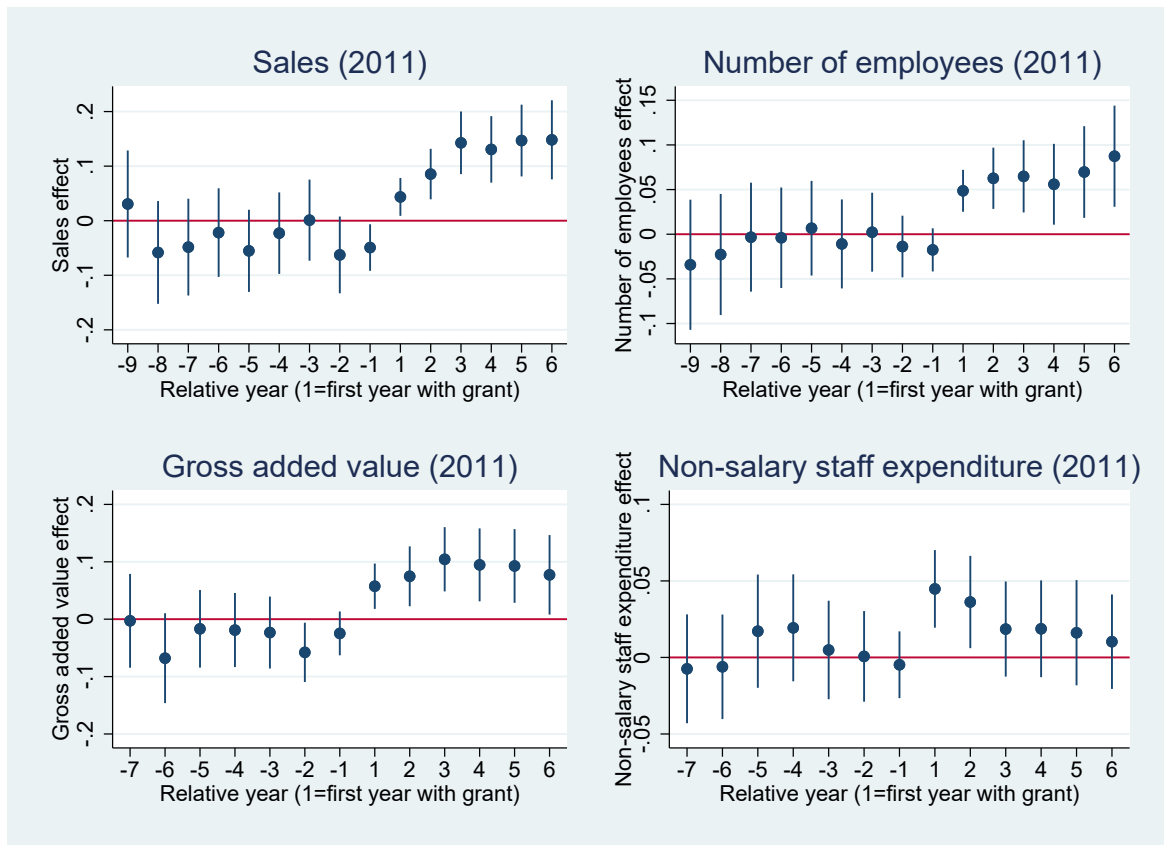 Sales (2011)
Sales effect
.2
.1
0
-.1
-.2
-9 -8 -7 -6 -5 -4 -3 -2 -1 1 2 3 4 5 6
Relative year (1=first year with grant)
Number of employees (2011)
Number of employees effect
.15
.1
.05
0
-.05
-.1
-9 -8 -7 -6 -5 -4 -3 -2 -1 1 2 3 4 5 6
Relative year (1=first year with grant)
Gross added value (2011)
Gross added value effect
.2
.1
0
-.1
-.2
-7 -6 -5 -4 -3 -2 -1 1 2 3 4 5 6
Relative year (1=first year with grant)
Non-salary staff expenditure (2011)
Non-salary staff expenditure effect
.1
.05
0
-.05
-7 -6 -5 -4 -3 -2 -1 1 2 3 4 5 6
Relative year (1=first year with grant)